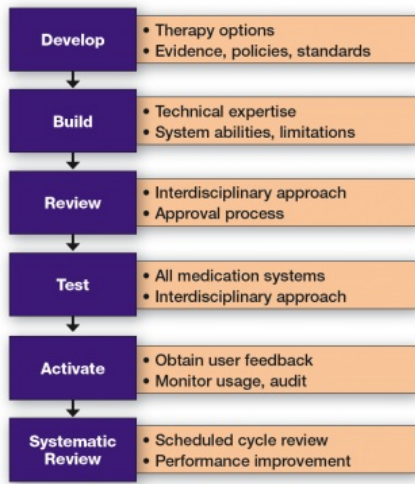 Develop
• Therapy options
• Evidence, policies, standards
Build
• Technical expertise
• System abilities, limitations
Review
• Interdisciplinary approach
• Approval process
Test
• All medication systems
• Interdisciplinary approach
Activate
• Obtain user feedback
• Monitor usage, audit
Systematic
Review
• Scheduled cycle review
• Performance improvement